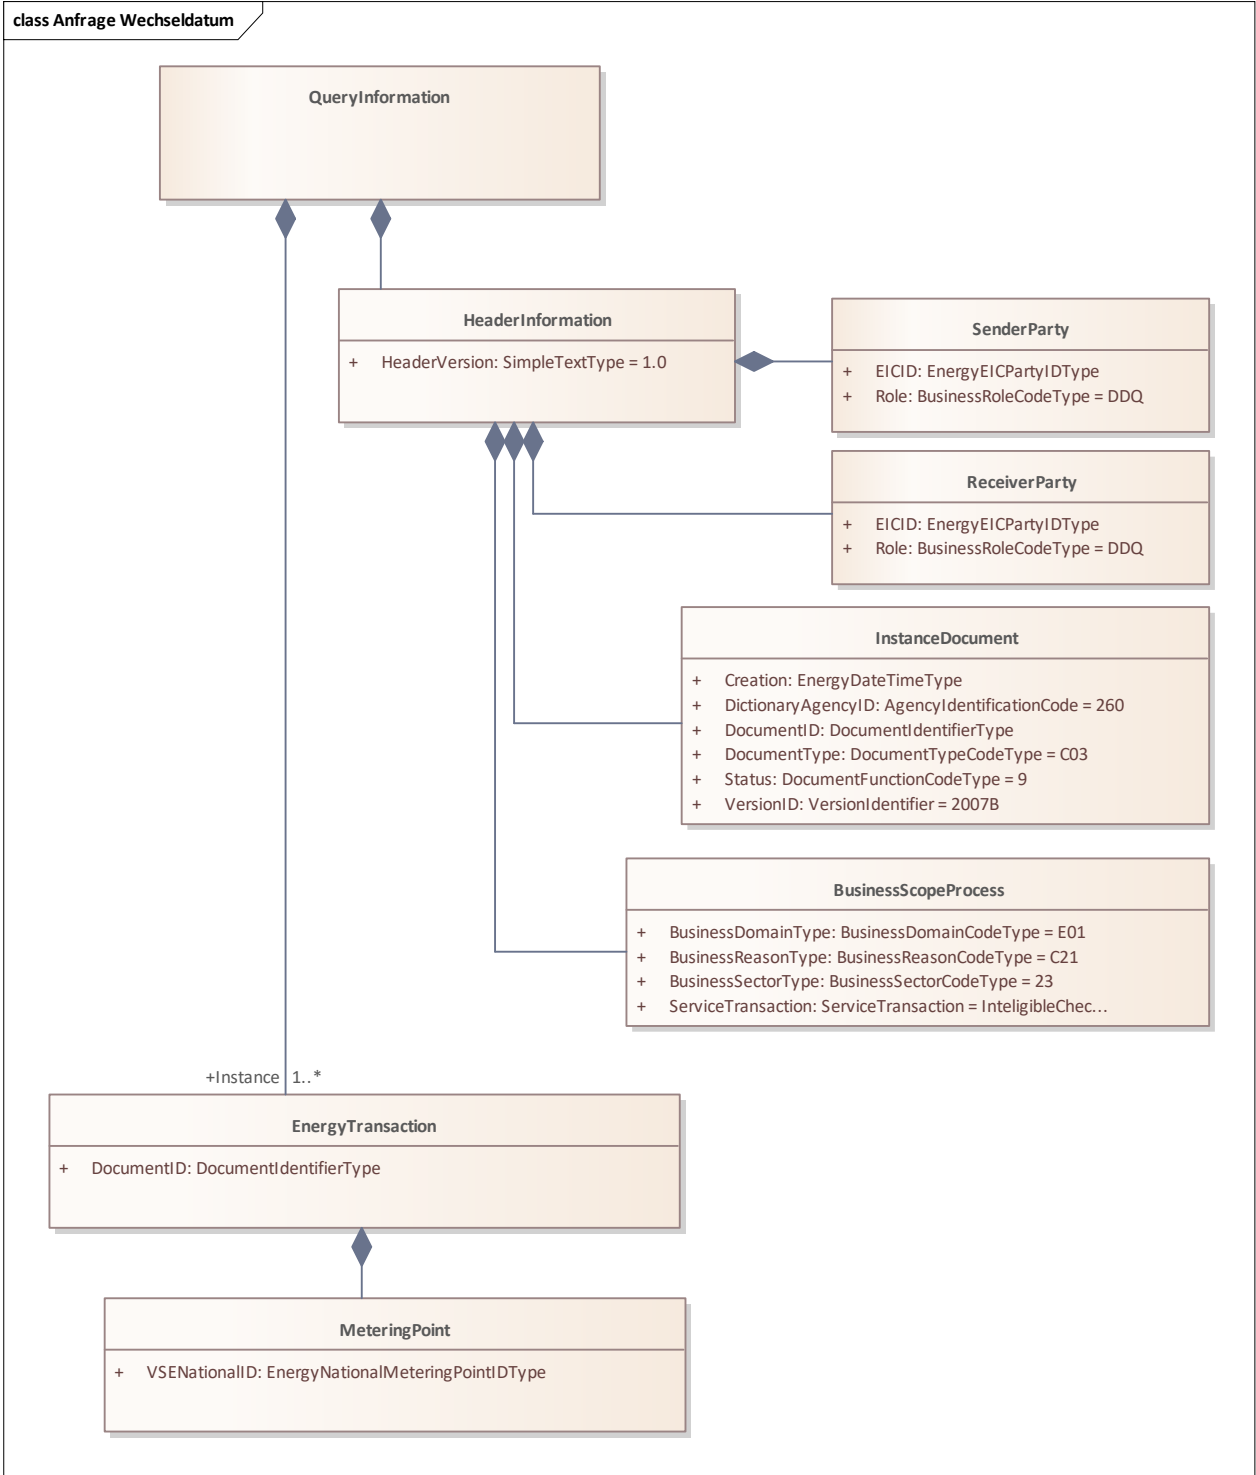 class Anfrage Wechseldatum
QueryInformation
HeaderInformation
+ HeaderVersion: SimpleTextType = 1.0
SenderParty
+ EICID: EnergyEICPartyIDType
+ Role: BusinessRoleCodeType = DDQ
ReceiverParty
+ EICID: EnergyEICPartyIDType
+ Role: BusinessRoleCodeType = DDQ
InstanceDocument
+ Creation: EnergyDateTimeType
+ DictionaryAgencyID: AgencyIdentificationCode = 260
+ DocumentID: DocumentIdentifierType
+ DocumentType: DocumentTypeCodeType = C03
+ Status: DocumentFunctionCodeType = 9
+ VersionID: VersionIdentifier = 2007B
BusinessScopeProcess
+ BusinessDomainType: BusinessDomainCodeType = E01
+ BusinessReasonType: BusinessReasonCodeType = C21
+ BusinessSectorType: BusinessSectorCodeType = 23
+ ServiceTransaction: ServiceTransaction = InteligibleChec...
+Instance 1..*
EnergyTransaction
+ DocumentID: DocumentIdentifierType
MeteringPoint
+ VSENationalID: EnergyNationalMeteringPointIDType